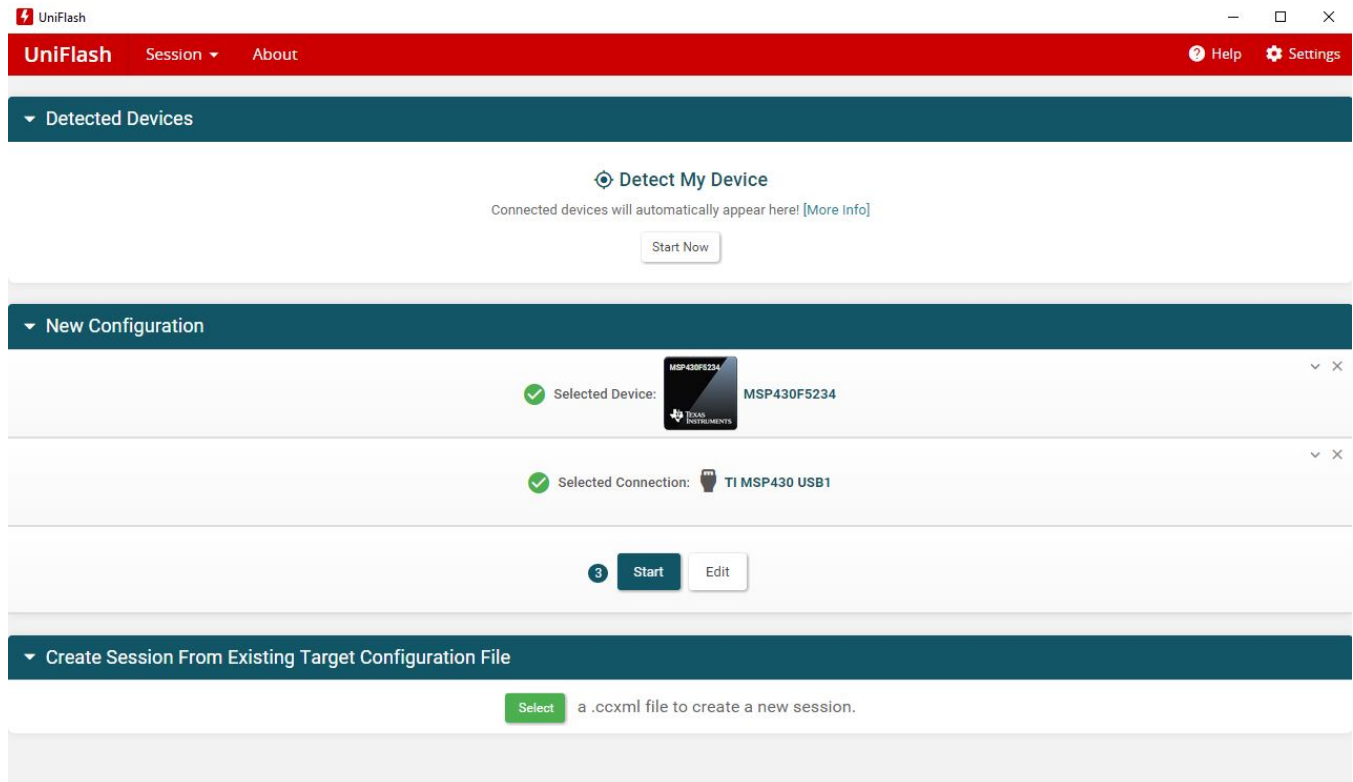 UniFlash
UniFlash Session About Help Settings
Detected Devices
Detect My Device
Connected devices will automatically appear here! [More Info]
Start Now
New Configuration
MSP430F5234
TEXAS
INSTRUMENTS
Selected Device: MSP430F5234
Selected Connection: TI MSP430 USB1
3 Start Edit
Create Session From Existing Target Configuration File
Select a .ccxml file to create a new session.